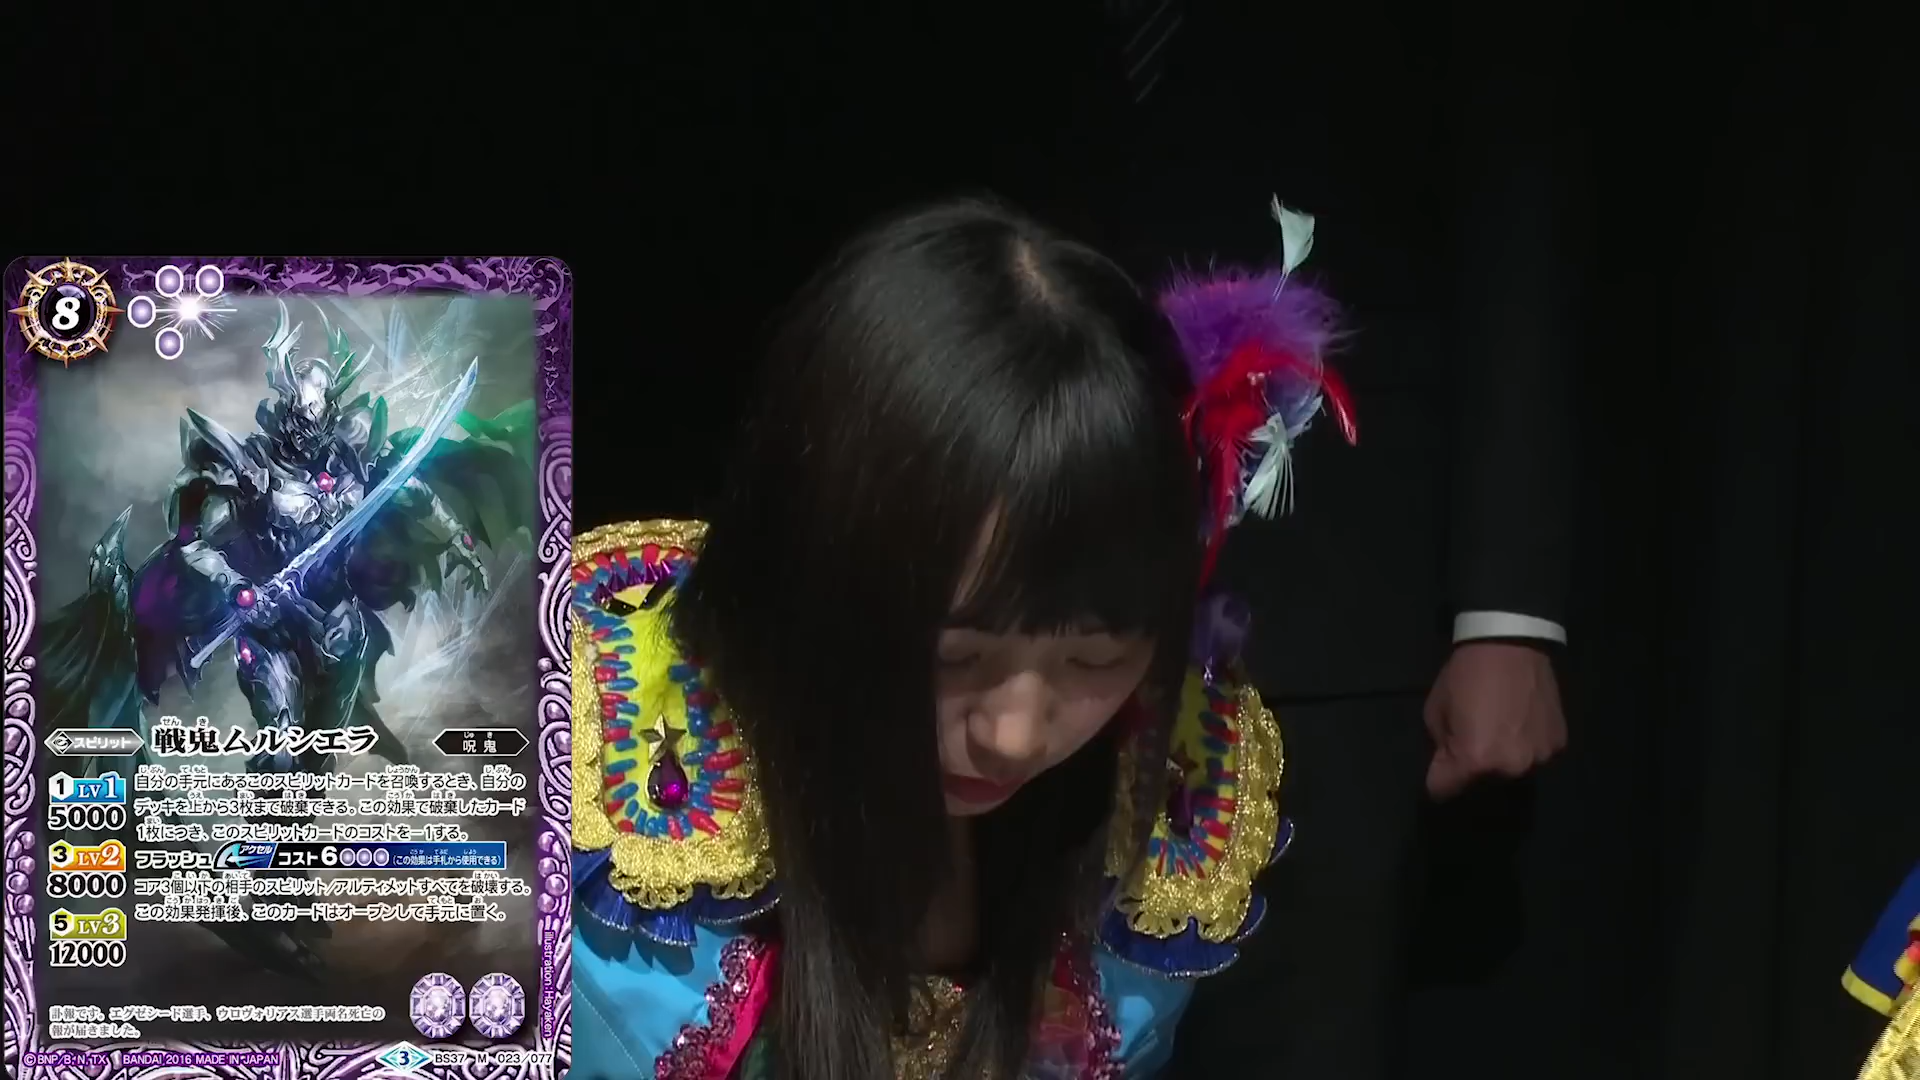 8
せんき
スピリット 戦鬼ムルシエラ 呪鬼
1 LV1 5000
自分の手元にあるこのスピリットカードを召喚するとき、自分の
デッキを上から3枚まで破棄できる。この効果で破棄したカード
1枚につき、このスピリットカードのコストを－1する。
3 LV2 8000
フラッシュ アクセル コスト6 (この効果は手札から使用できる)
コア3個以下の相手のスピリット/アルティメットすべてを破壊する。
この効果発揮後、このカードはオープンして手元に置く。
5 LV3 12000
訃報です。エグゼシード選手、ウロヴォリアス選手両名死亡の
報が届きました。
Illustration:Hayaken
©BNP/B, N, TX BANDAI 2016 MADE IN JAPAN 3 BS37 M 023/077